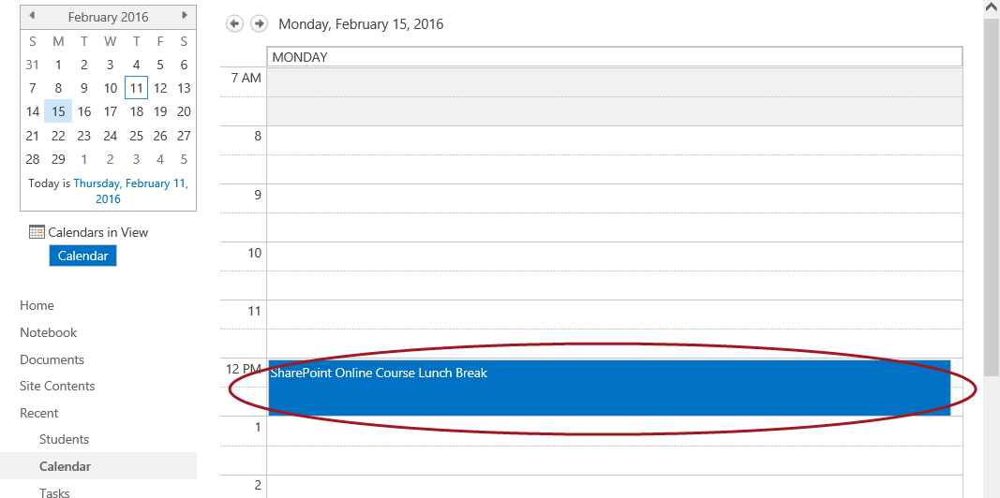 February 2016
S M T W T F S
31 1 2 3 4 5 6
7 8 9 10 11 12 13
14 15 16 17 18 19 20
21 22 23 24 25 26 27
28 29 1 2 3 4 5
Today is Thursday, February 11,
2016
Calendars in View
Calendar
Home
Notebook
Documents
Site Contents
Recent
Students
Calendar
Tasks
Monday, February 15, 2016
MONDAY
7 AM
8
9
10
11
12 PM
SharePoint Online Course Lunch Break
1
2